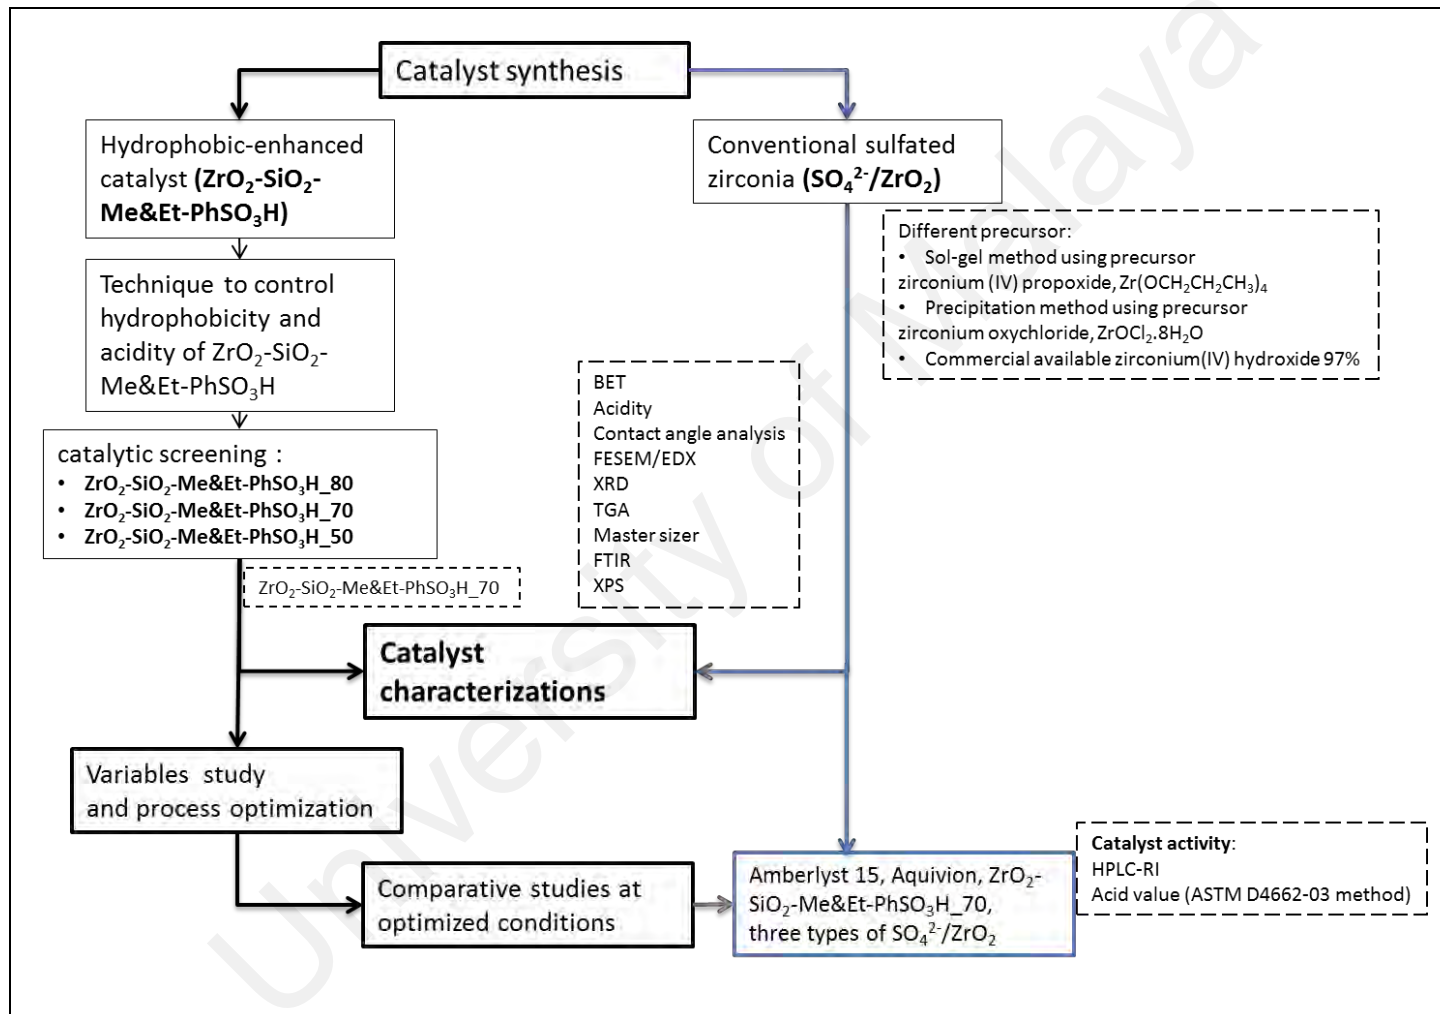 Catalyst synthesis
Hydrophobic-enhanced
catalyst (ZrO₂-SiO₂-
Me&Et-PhSO₃H)
Conventional sulfated
zirconia (SO₄²⁻/ZrO₂)
Different precursor:
• Sol-gel method using precursor
zirconium (IV) propoxide, Zr(OCH₂CH₂CH₃)₄
• Precipitation method using precursor
zirconium oxychloride, ZrOCl₂.8H₂O
• Commercial available zirconium(IV) hydroxide 97%
Technique to control
hydrophobicity and
acidity of ZrO₂-SiO₂-
Me&Et-PhSO₃H
catalytic screening :
• ZrO₂-SiO₂-Me&Et-PhSO₃H_80
• ZrO₂-SiO₂-Me&Et-PhSO₃H_70
• ZrO₂-SiO₂-Me&Et-PhSO₃H_50
BET
Acidity
Contact angle analysis
FESEM/EDX
XRD
TGA
Master sizer
FTIR
XPS
ZrO₂-SiO₂-Me&Et-PhSO₃H_70
Catalyst
characterizations
Variables study
and process optimization
Comparative studies at
optimized conditions
Amberlyst 15, Aquivion, ZrO₂-
SiO₂-Me&Et-PhSO₃H_70,
three types of SO₄²⁻/ZrO₂
Catalyst activity:
HPLC-RI
Acid value (ASTM D4662-03 method)
University of Malaya